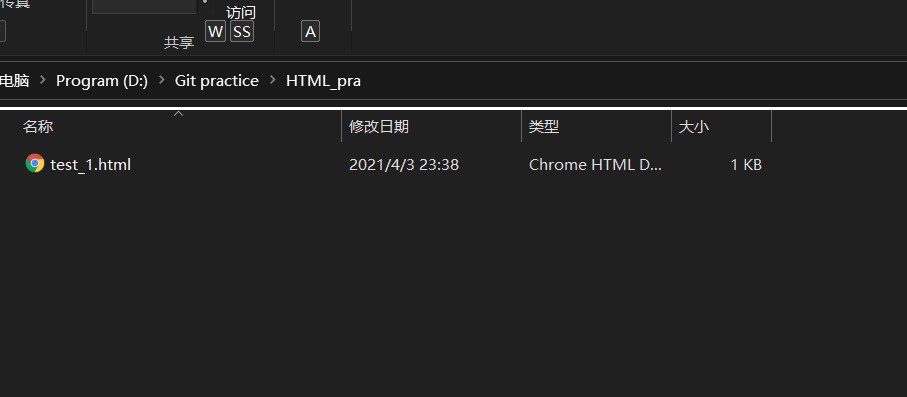 传真
访问
W SS A
共享
电脑 > Program (D:) > Git practice > HTML_pra
名称 修改日期 类型 大小
test_1.html 2021/4/3 23:38 Chrome HTML D... 1 KB